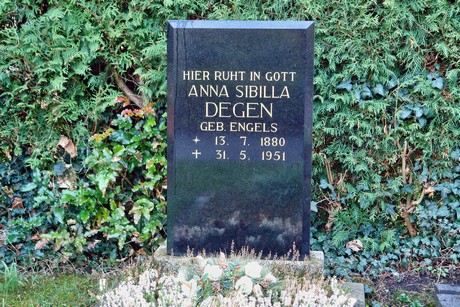 HIER RUHT IN GOTT
ANNA SIBILLA
DEGEN
GEB. ENGELS
✶ 13. 7. 1880
✝ 31. 5. 1951